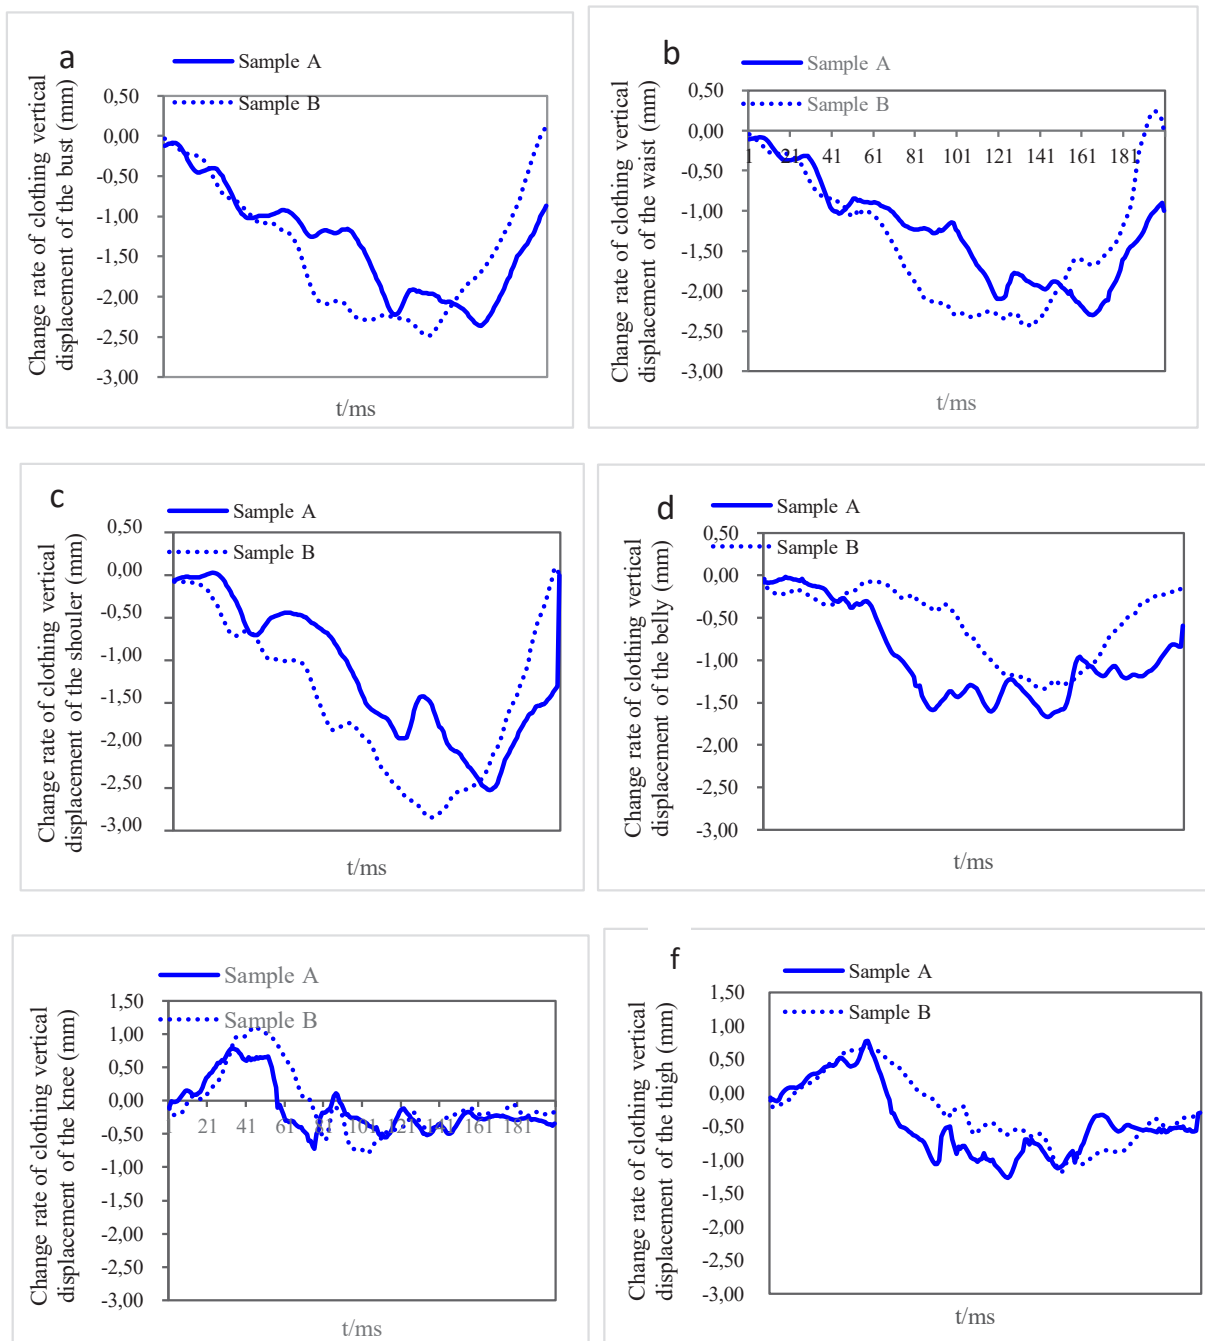 a
Sample A
Sample B
0,50
0,00
-0,50
-1,00
-1,50
-2,00
-2,50
-3,00
Change rate of clothing vertical
displacement of the bust (mm)
t/ms
b
Sample A
Sample B
0,50
0,00
-0,50
-1,00
-1,50
-2,00
-2,50
-3,00
1 21 41 61 81 101 121 141 161 181
Change rate of clothing vertical
displacement of the waist (mm)
t/ms
c
Sample A
Sample B
0,50
0,00
-0,50
-1,00
-1,50
-2,00
-2,50
-3,00
Change rate of clothing vertical
displacement of the shouler (mm)
t/ms
d
Sample A
Sample B
0,50
0,00
-0,50
-1,00
-1,50
-2,00
-2,50
-3,00
Change rate of clothing vertical
displacement of the belly (mm)
t/ms
Sample A
Sample B
1,50
1,00
0,50
0,00
-0,50
-1,00
-1,50
-2,00
-2,50
-3,00
1 21 41 61 81 101 121 141 161 181
Change rate of clothing vertical
displacement of the knee (mm)
t/ms
f
Sample A
Sample B
1,50
1,00
0,50
0,00
-0,50
-1,00
-1,50
-2,00
-2,50
-3,00
Change rate of clothing vertical
displacement of the thigh (mm)
t/ms